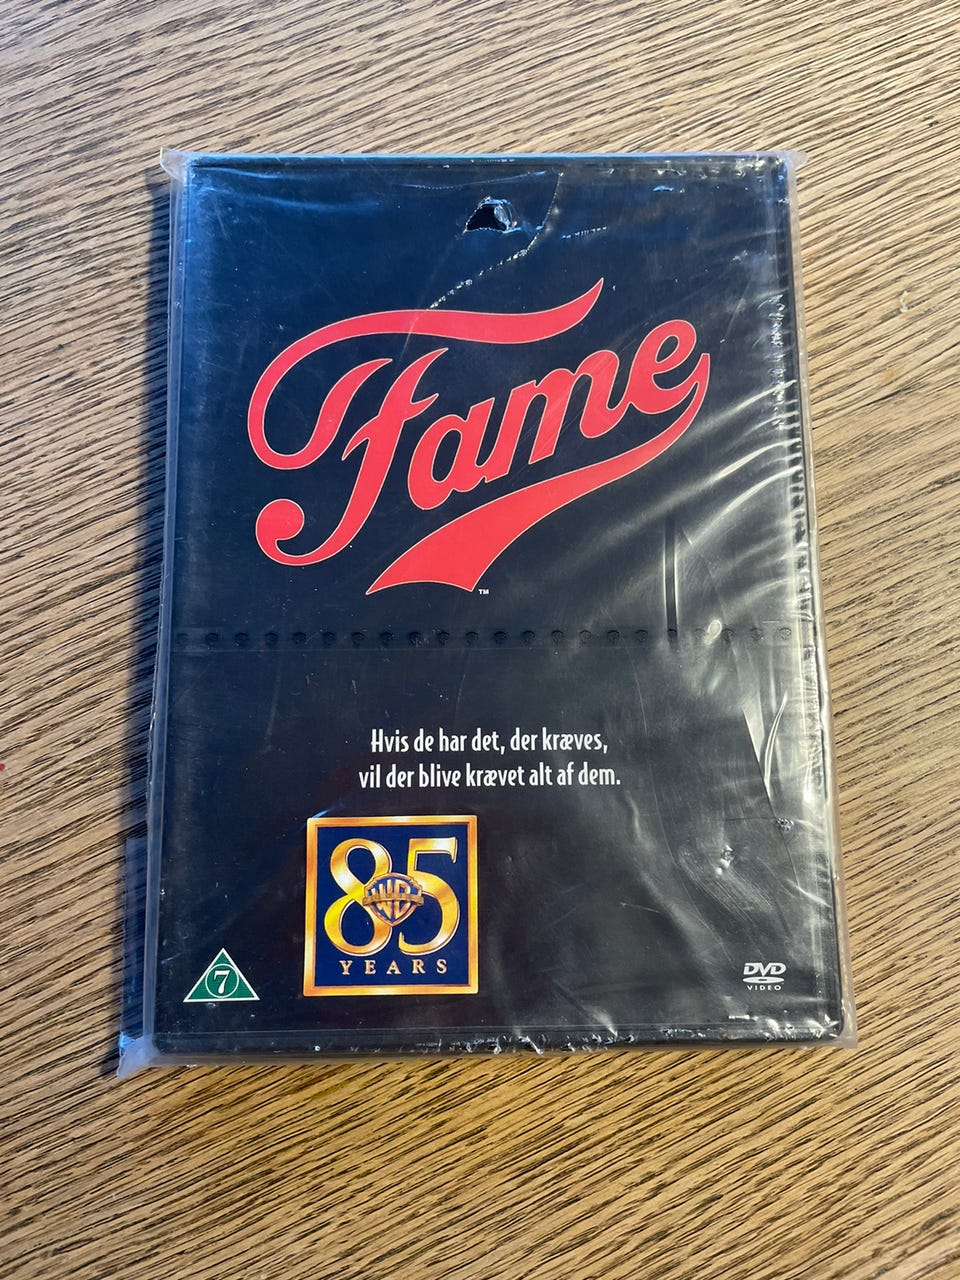 Fame
TM
Hvis de har det, der kræves,
vil der blive krævet alt af dem.
85
WB
YEARS
7
DVD
VIDEO